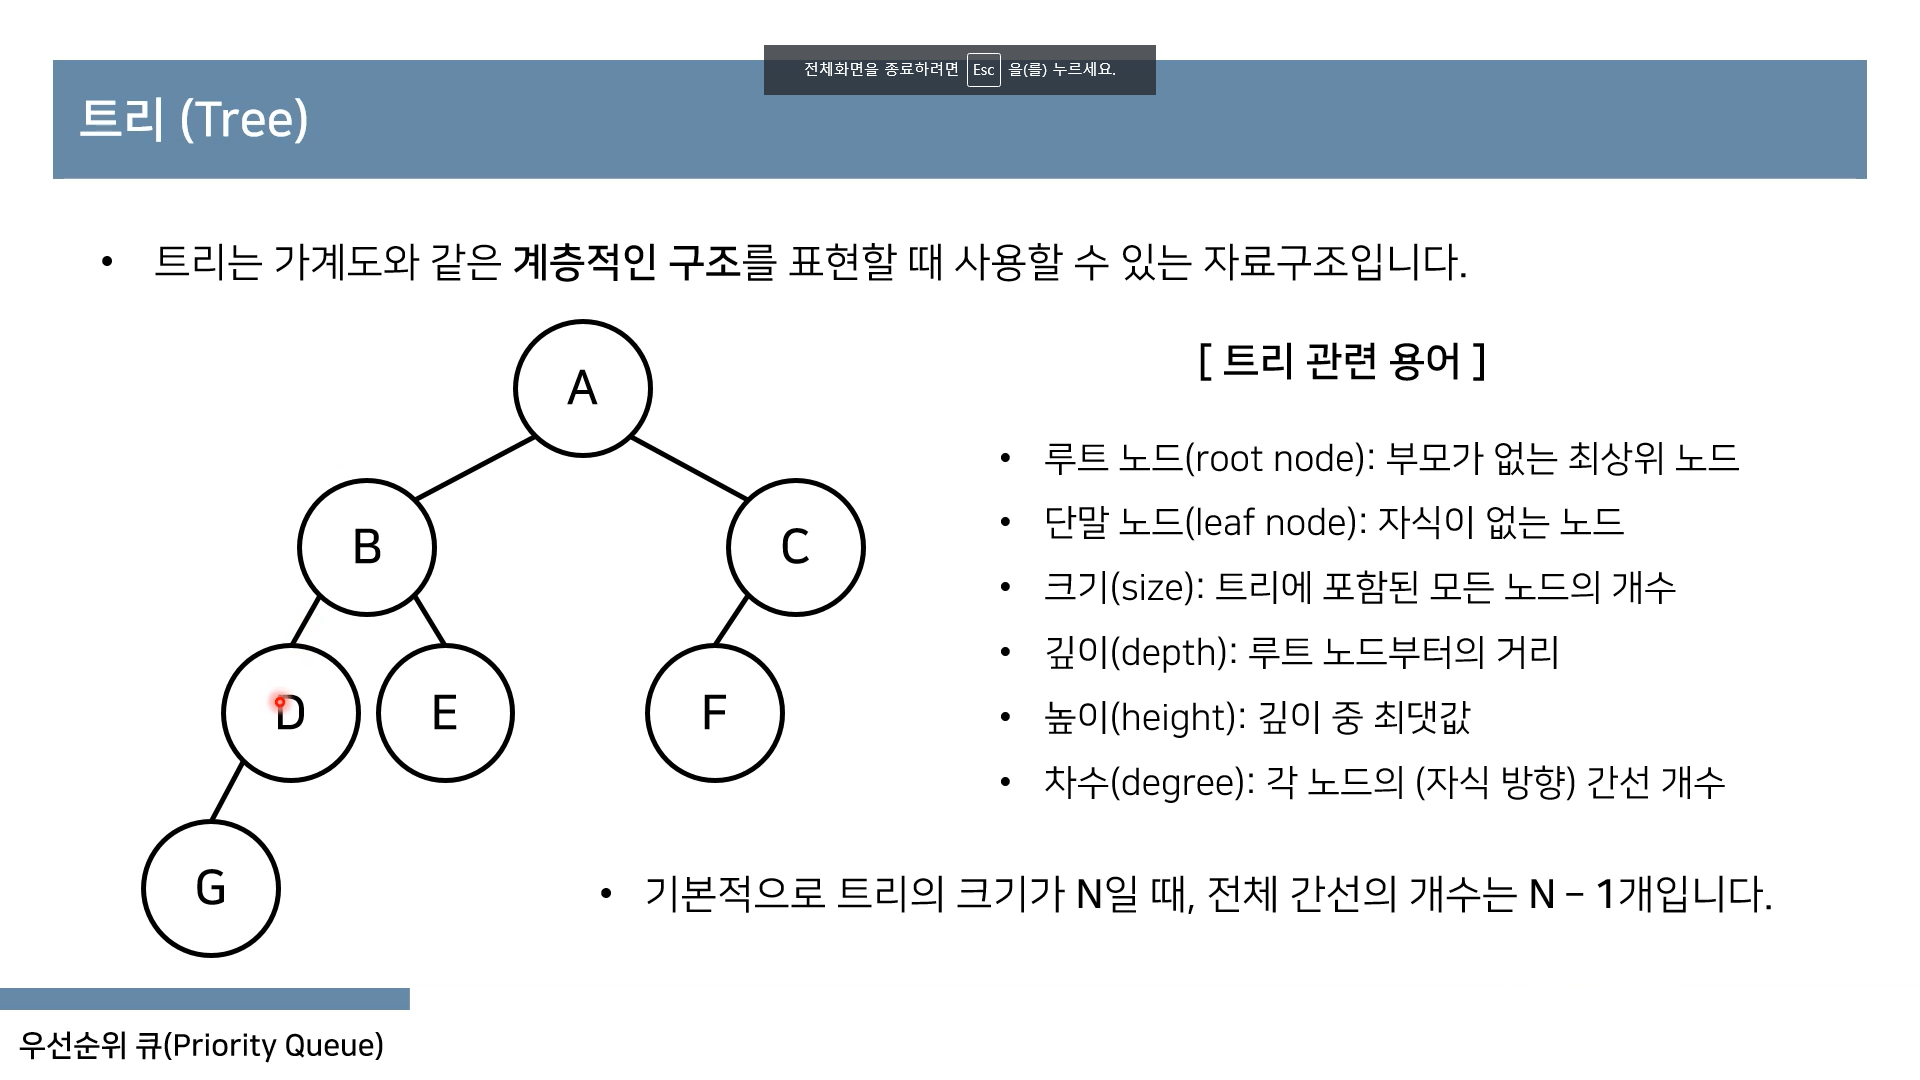 전체화면을 종료하려면 Esc 을(를) 누르세요.
트리 (Tree)
• 트리는 가계도와 같은 계층적인 구조를 표현할 때 사용할 수 있는 자료구조입니다.
A
B
C
D
E
F
G
[ 트리 관련 용어 ]
• 루트 노드(root node): 부모가 없는 최상위 노드
• 단말 노드(leaf node): 자식이 없는 노드
• 크기(size): 트리에 포함된 모든 노드의 개수
• 깊이(depth): 루트 노드부터의 거리
• 높이(height): 깊이 중 최댓값
• 차수(degree): 각 노드의 (자식 방향) 간선 개수
• 기본적으로 트리의 크기가 N일 때, 전체 간선의 개수는 N – 1개입니다.
우선순위 큐(Priority Queue)